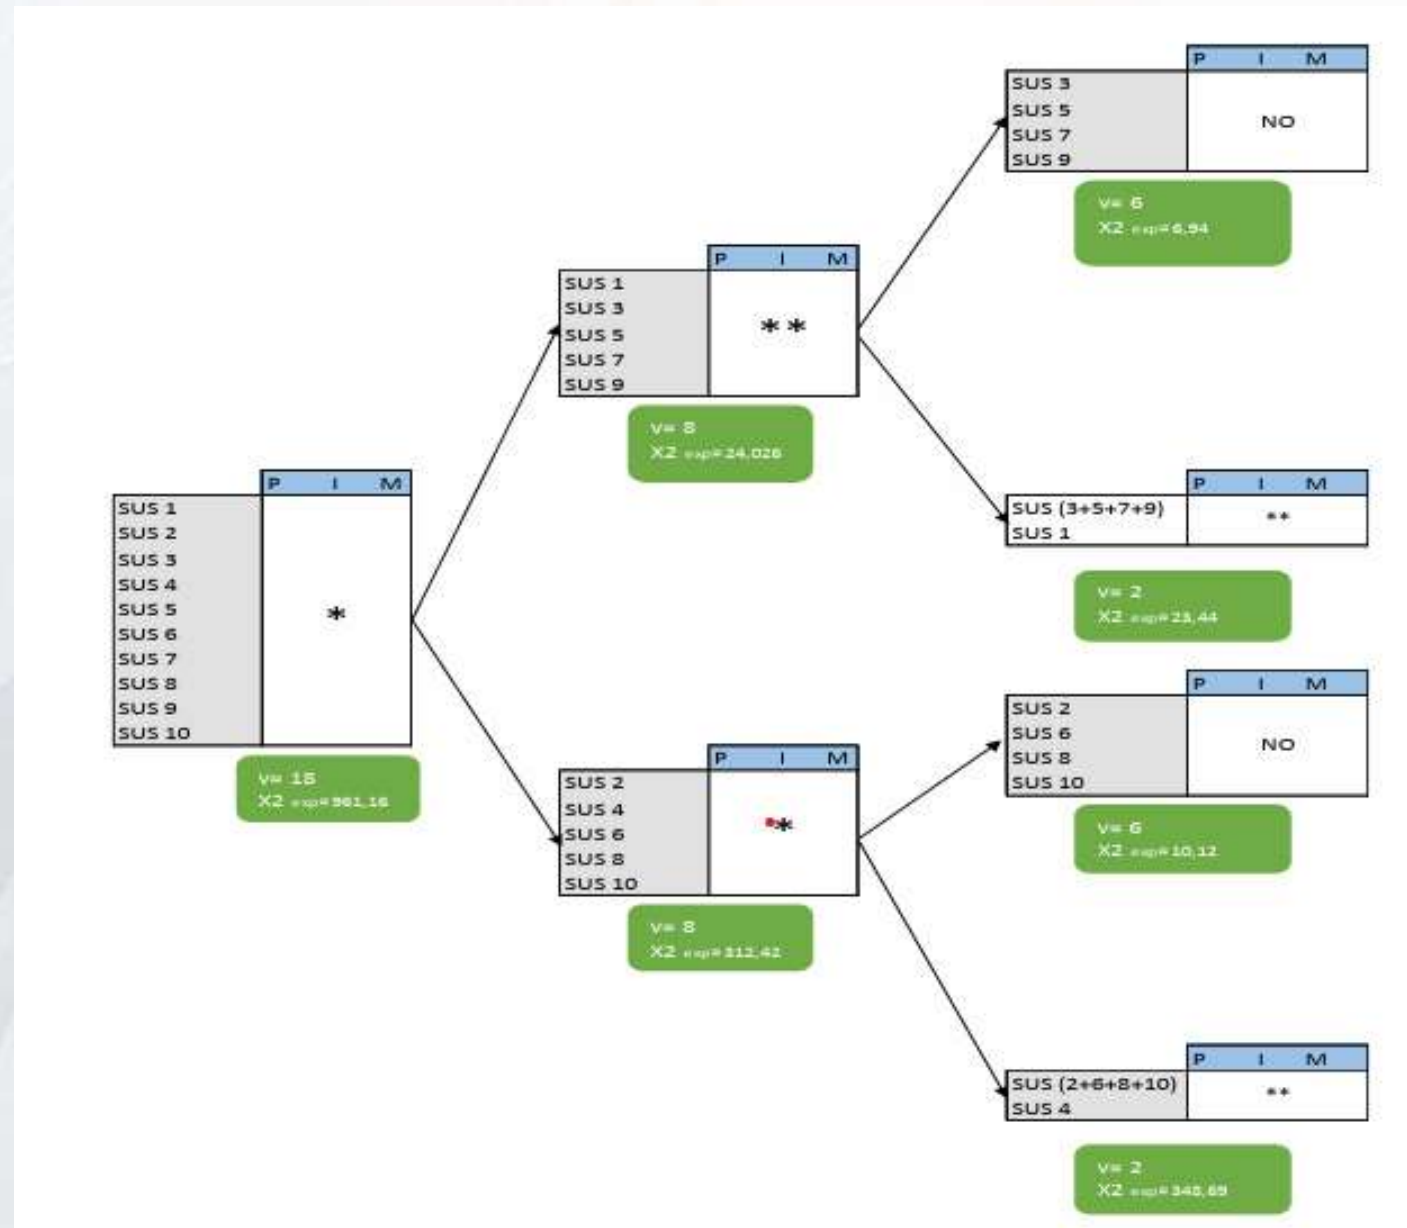 P I M
SUS 3
SUS 5
SUS 7
SUS 9
NO
v= 6
X2 exp= 6,94
P I M
SUS 1
SUS 3
SUS 5
SUS 7
SUS 9
**
v= 8
X2 exp= 24,026
P I M
SUS 1
SUS 2
SUS 3
SUS 4
SUS 5
SUS 6
SUS 7
SUS 8
SUS 9
SUS 10
*
v= 18
X2 exp= 961,16
P I M
SUS (3+5+7+9)
SUS 1
**
v= 2
X2 exp= 23,44
P I M
SUS 2
SUS 6
SUS 8
SUS 10
NO
v= 6
X2 exp= 10,12
P I M
SUS 2
SUS 4
SUS 6
SUS 8
SUS 10
*
v= 8
X2 exp= 312,42
P I M
SUS (2+6+8+10)
SUS 4
**
v= 2
X2 exp=